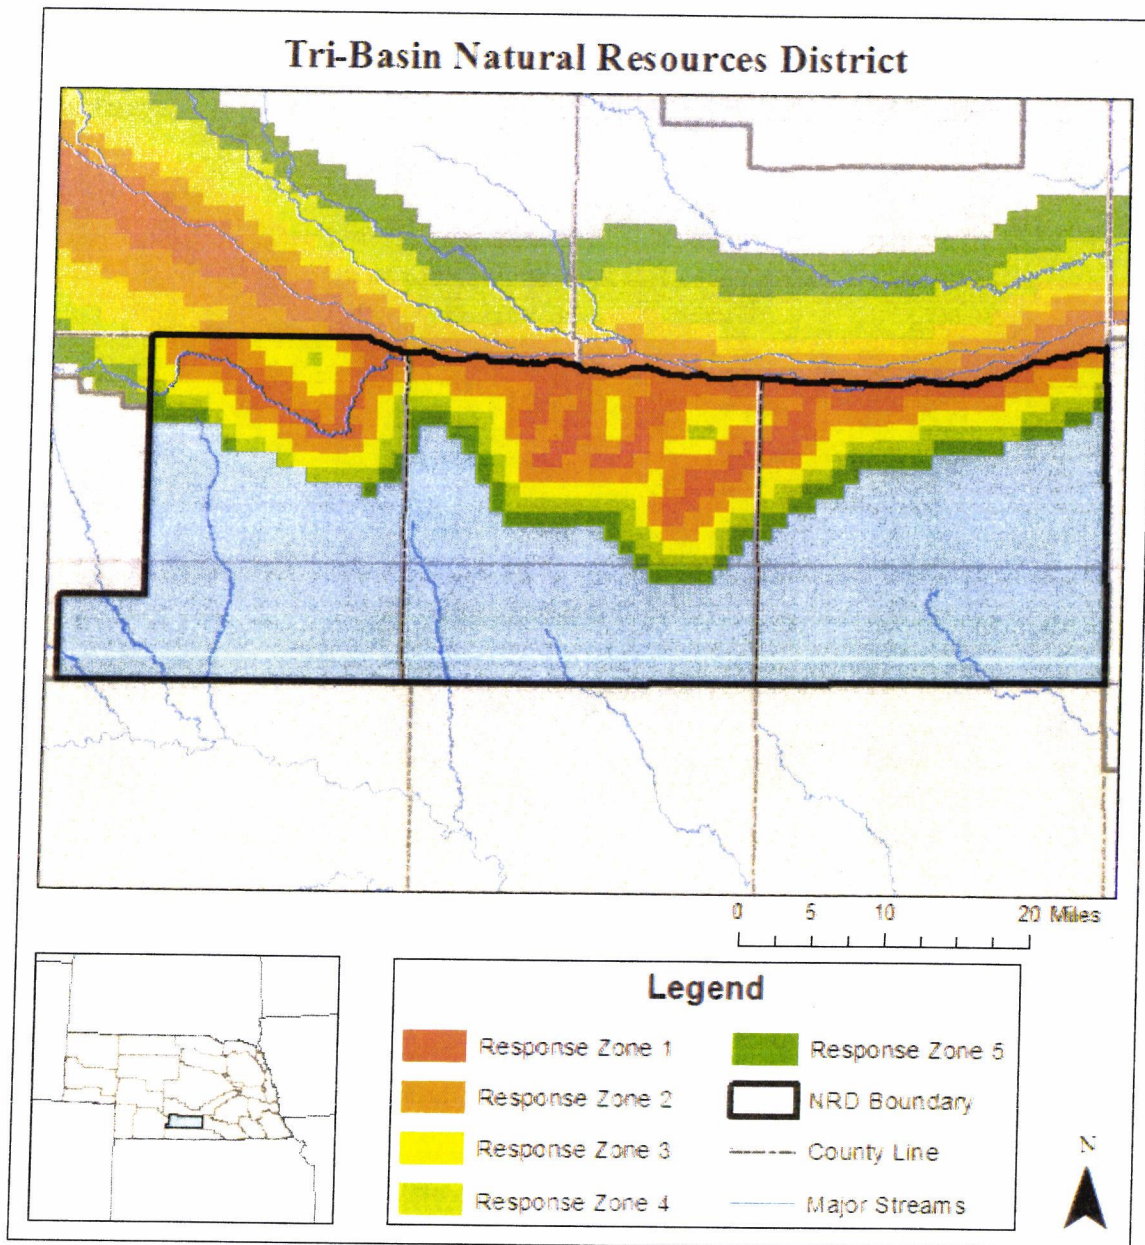 Tri-Basin Natural Resources District
0 5 10 20 Miles
Legend
Response Zone 1
Response Zone 2
Response Zone 3
Response Zone 4
Response Zone 5
NRD Boundary
County Line
Major Streams
N